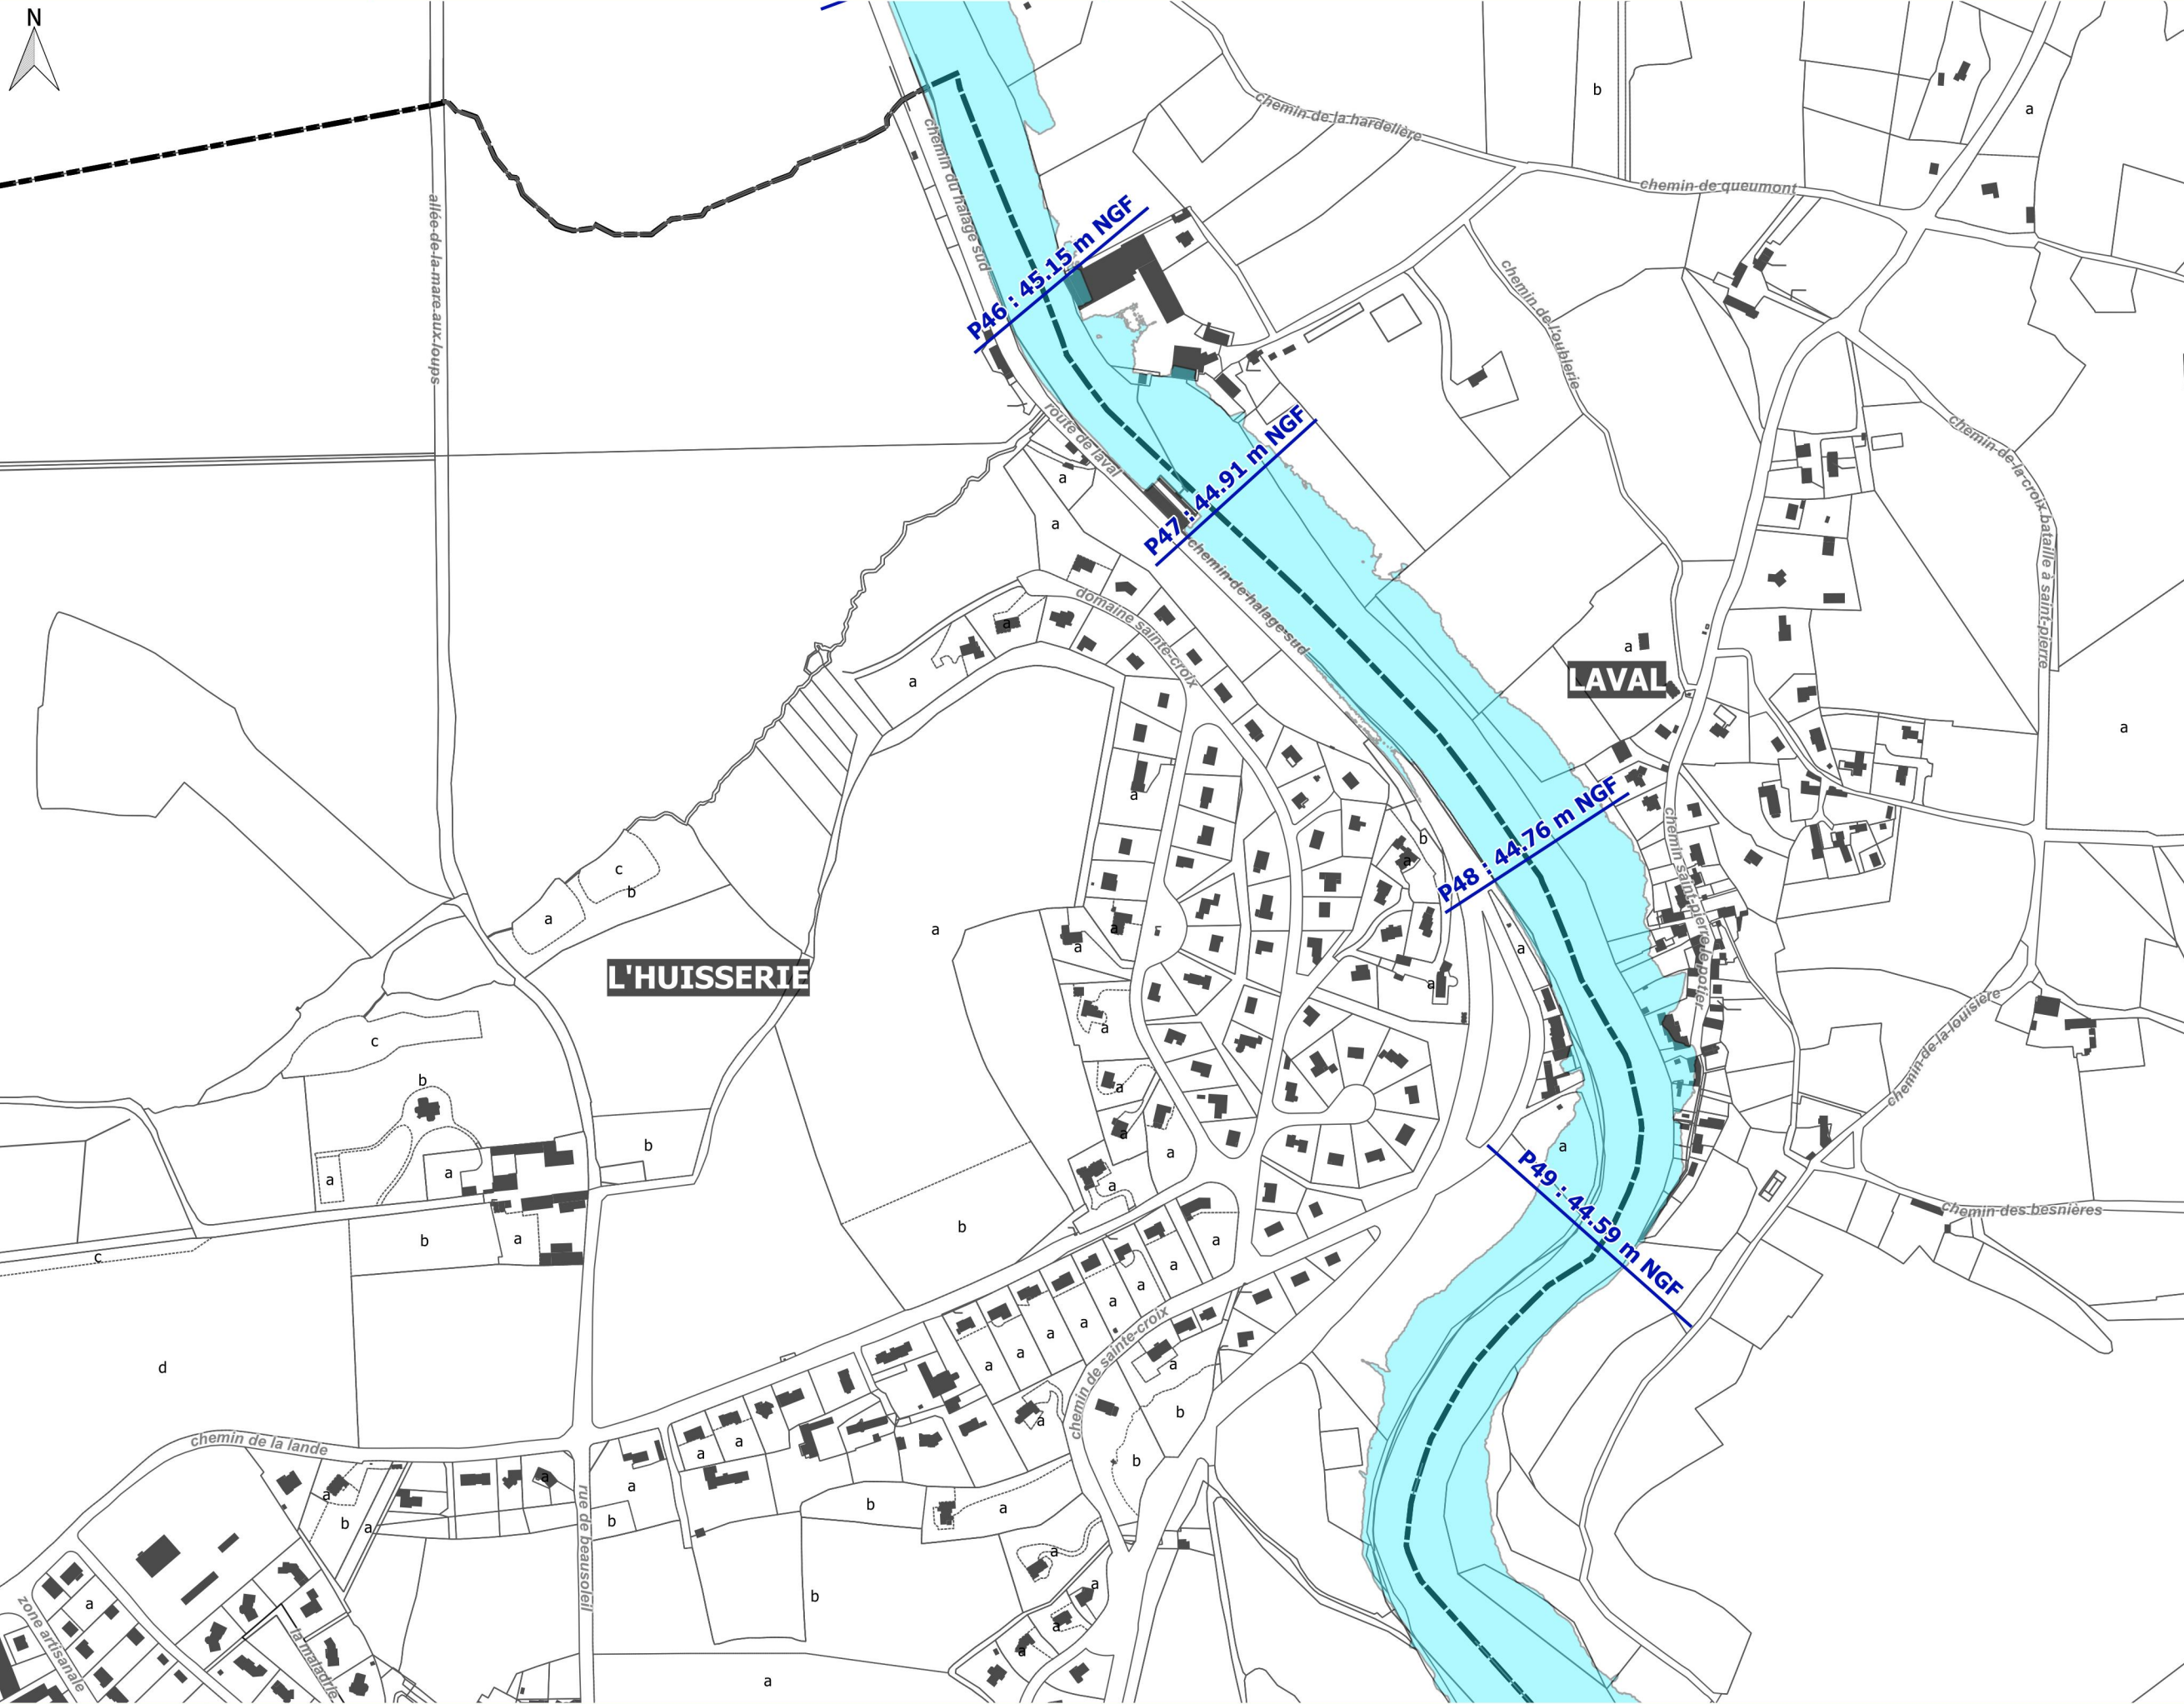 N
b
a
chemin de la hardelière
chemin du halage sud
chemin de queumont
allée de la mare aux loups
P46 : 45.15 m NGF
chemin de l'oublerie
route de laval
P47 : 44.91 m NGF
chemin de la croix bataille à saint-pierre
a
a
chemin de halage sud
domaine sainte-croix
a
a
a
LAVAL
a
a
P48 : 44.76 m NGF
chemin saint-pierre le potier
b
a
c
b
a
a
a
a
a
L'HUISSERIE
a
chemin de la louisière
c
a
b
a
a
b
a
a
P49 : 44.59 m NGF
a
a
a
chemin des besnières
b
a
b
a
c
a
a
a
a
a
chemin de sainte-croix
d
a
a
a
b
a
chemin de la lande
a
a
b
a
a
a
b
a
b
b
a
rue de beausoleil
a
a
b
a
zone artisanale
la maladrie
a
a
a